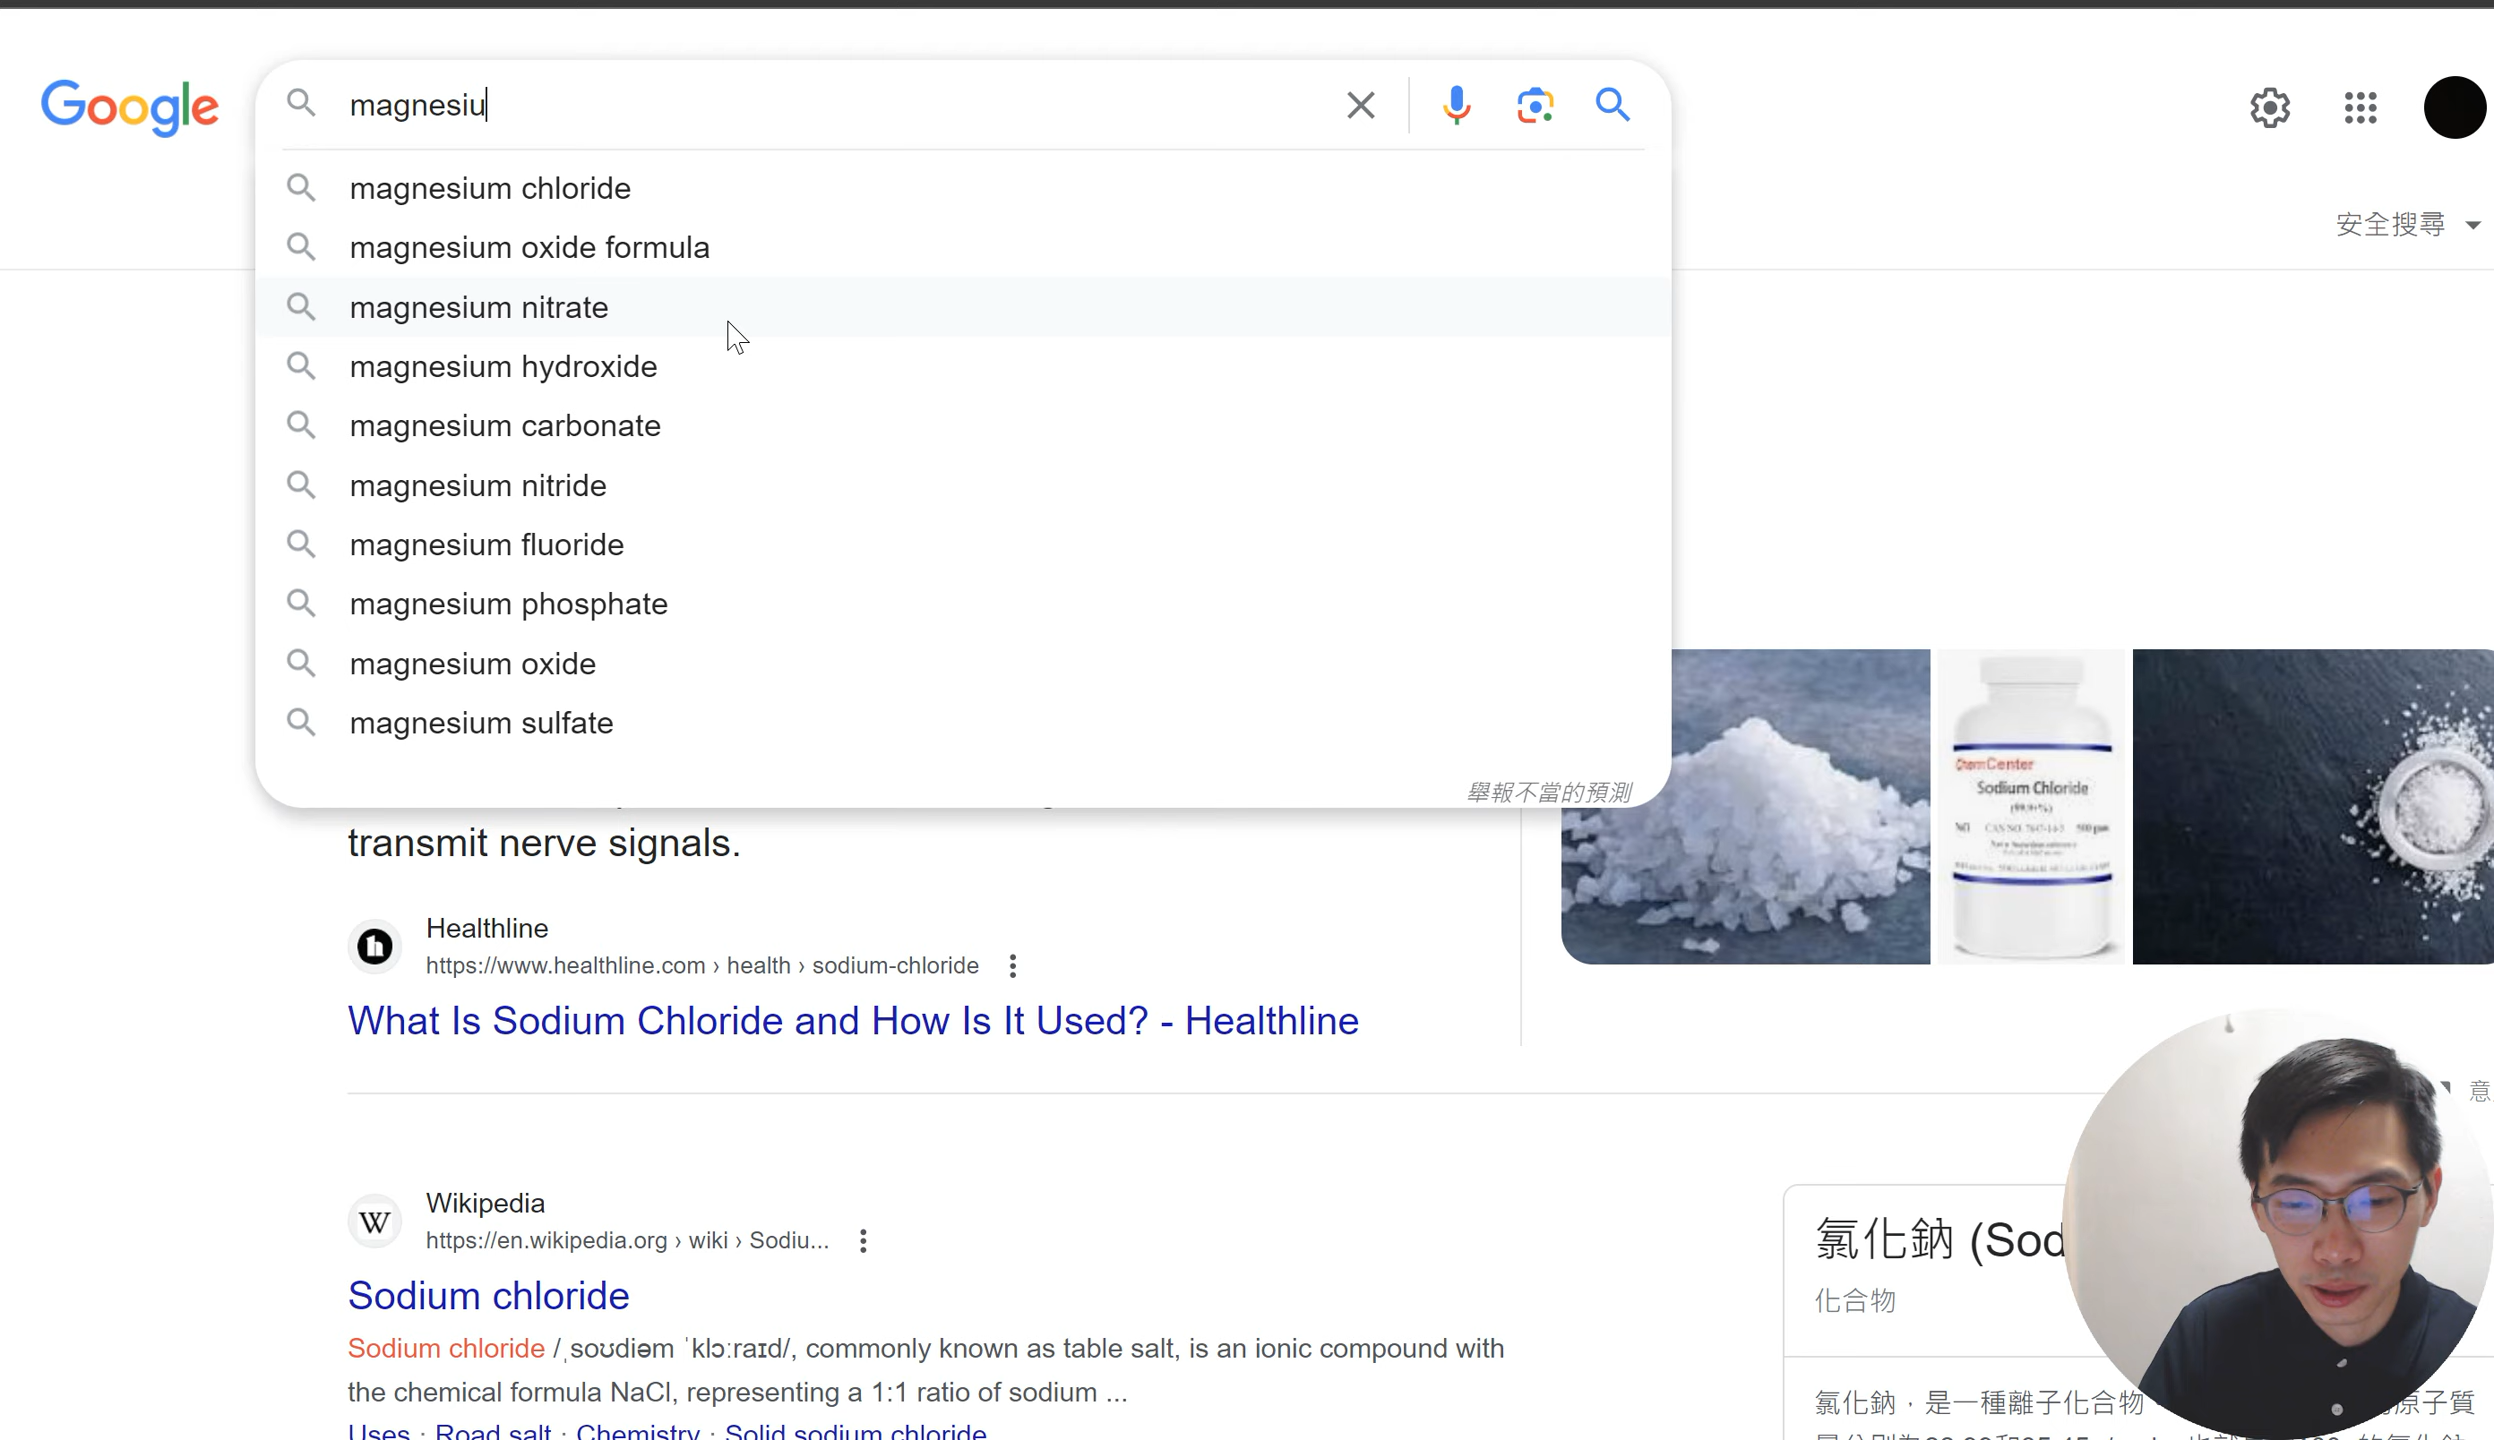 Google
magnesiu
magnesium chloride
magnesium oxide formula
magnesium nitrate
magnesium hydroxide
magnesium carbonate
magnesium nitride
magnesium fluoride
magnesium phosphate
magnesium oxide
magnesium sulfate
舉報不當的預測
安全搜尋
transmit nerve signals.
ChemCenter
Sodium Chloride
Healthline
https://www.healthline.com › health › sodium-chloride
What Is Sodium Chloride and How Is It Used? - Healthline
意
Wikipedia
https://en.wikipedia.org › wiki › Sodiu...
Sodium chloride
Sodium chloride /ˌsoʊdiəm ˈklɔːraɪd/, commonly known as table salt, is an ionic compound with
the chemical formula NaCl, representing a 1:1 ratio of sodium ...
Uses · Road salt · Chemistry · Solid sodium chloride
氯化鈉 (Sod
化合物
氯化鈉，是一種離子化合物
原子質